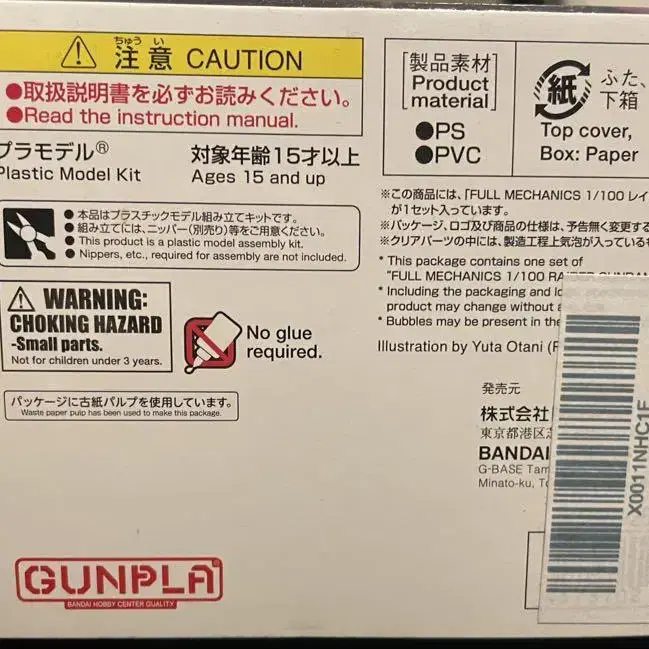 ちゅうい
注意 CAUTION
●取扱説明書を必ずお読みください。
●Read the instruction manual.
プラモデル®
Plastic Model Kit
対象年齢15才以上
Ages 15 and up
● 本品はプラスチックモデル組み立てキットです。
● 組み立てには、ニッパー(別売り)等をご用意ください。
● This product is a plastic model assembly kit.
● Nippers, etc., required for assembly are not included.
WARNING:
CHOKING HAZARD
-Small parts.
Not for children under 3 years.
No glue
required.
パッケージに古紙パルプを使用しています。
Waste paper pulp has been used to make this package.
GUNPLA
BANDAI HOBBY CENTER QUALITY
[製品素材]
[Product
material]
●PS
●PVC
紙
ふた、
下箱
Top cover,
Box: Paper
※この商品には、「FULL MECHANICS 1/100 レイ
が1セット入っています。
※パッケージ、ロゴ及び商品の仕様は、予告無く変更する
※クリアパーツの中には、製造工程上気泡が入っている
* This package contains one set of
"FULL MECHANICS 1/100
* Including the packaging and
product may change without
* Bubbles may be present in the
Illustration by Yuta Otani
発売元
株式会社
東京都港区
BANDAI
G-BASE
Minato-ku,
X0011NHC1F